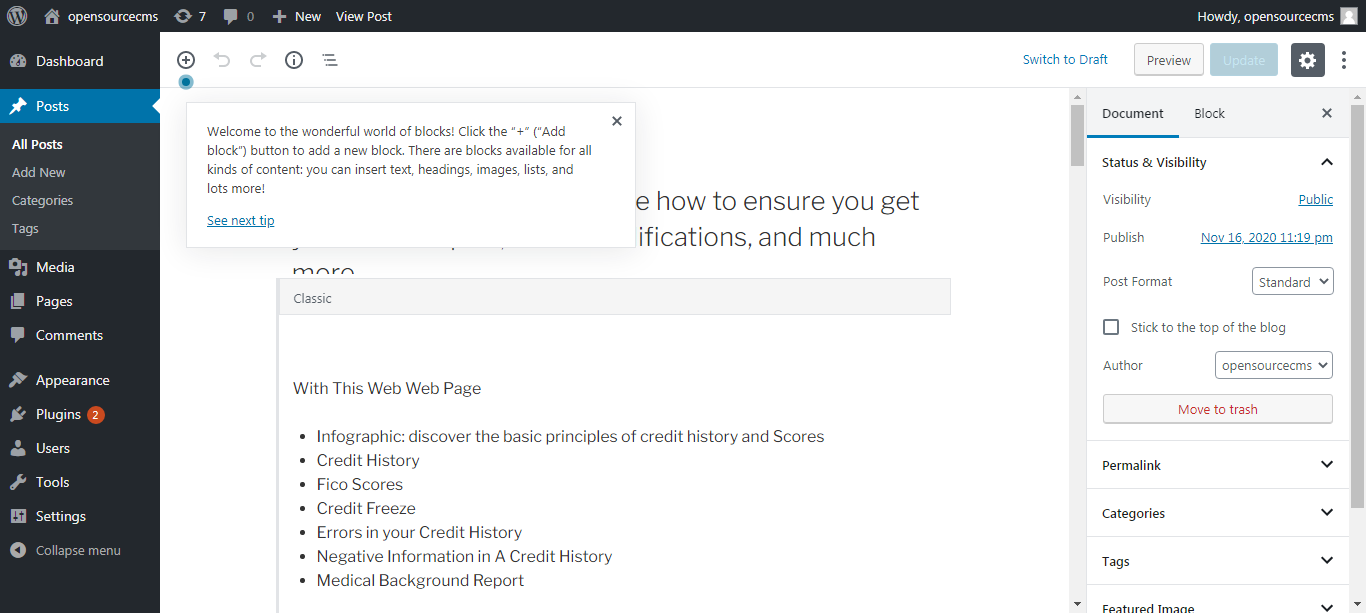 opensourcecms 7 0 New View Post Howdy, opensourcecms
Dashboard
Posts
All Posts
Add New
Categories
Tags
Media
Pages
Comments
Appearance
Plugins 2
Users
Tools
Settings
Collapse menu
Switch to Draft Preview Update
Welcome to the wonderful world of blocks! Click the “+” (“Add
block”) button to add a new block. There are blocks available for all
kinds of content: you can insert text, headings, images, lists, and
lots more!
See next tip
e how to ensure you get
ifications, and much
more
Classic
With This Web Web Page
Infographic: discover the basic principles of credit history and Scores
Credit History
Fico Scores
Credit Freeze
Errors in your Credit History
Negative Information in A Credit History
Medical Background Report
Document Block
Status & Visibility
Visibility Public
Publish Nov 16, 2020 11:19 pm
Post Format Standard
Stick to the top of the blog
Author opensourcecms
Move to trash
Permalink
Categories
Tags
Featured Image